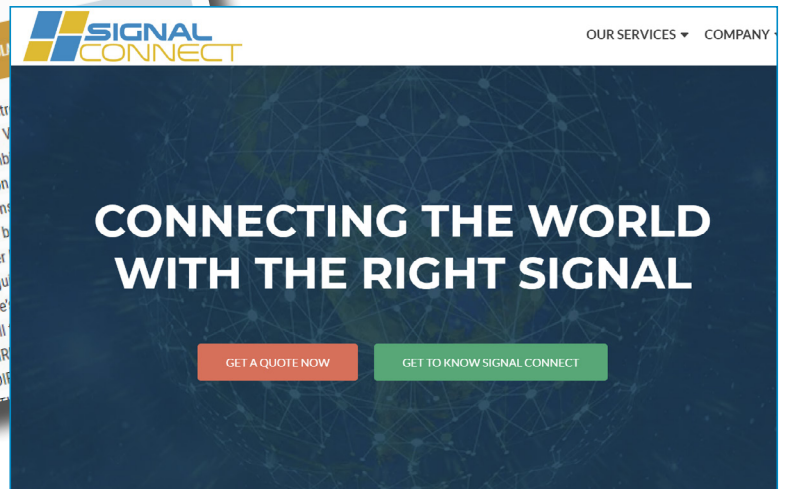 SIGNAL
CONNECT
OUR SERVICES
COMPANY
CONNECTING THE WORLD
WITH THE RIGHT SIGNAL
GET A QUOTE NOW
GET TO KNOW SIGNAL CONNECT